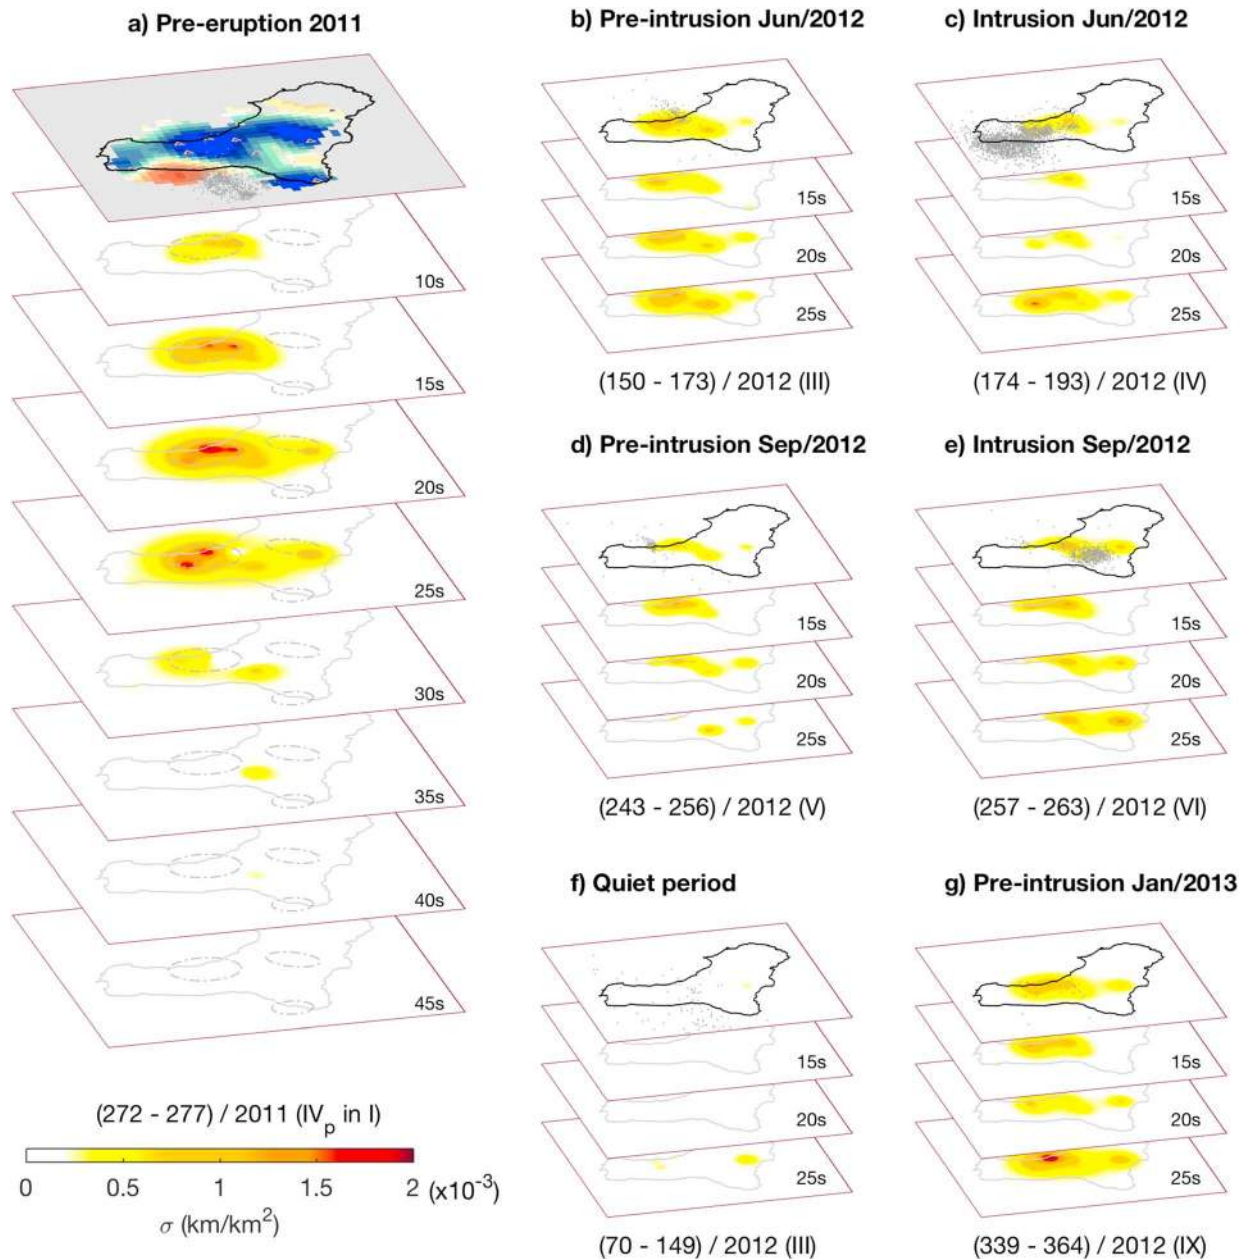 a) Pre-eruption 2011
10s
15s
20s
25s
30s
35s
40s
45s
(272 - 277) / 2011 (IVp in I)
0 0.5 1 1.5 2 (x10-3)
σ (km/km2)
b) Pre-intrusion Jun/2012
15s
20s
25s
(150 - 173) / 2012 (III)
c) Intrusion Jun/2012
15s
20s
25s
(174 - 193) / 2012 (IV)
d) Pre-intrusion Sep/2012
15s
20s
25s
(243 - 256) / 2012 (V)
e) Intrusion Sep/2012
15s
20s
25s
(257 - 263) / 2012 (VI)
f) Quiet period
15s
20s
25s
(70 - 149) / 2012 (III)
g) Pre-intrusion Jan/2013
15s
20s
25s
(339 - 364) / 2012 (IX)